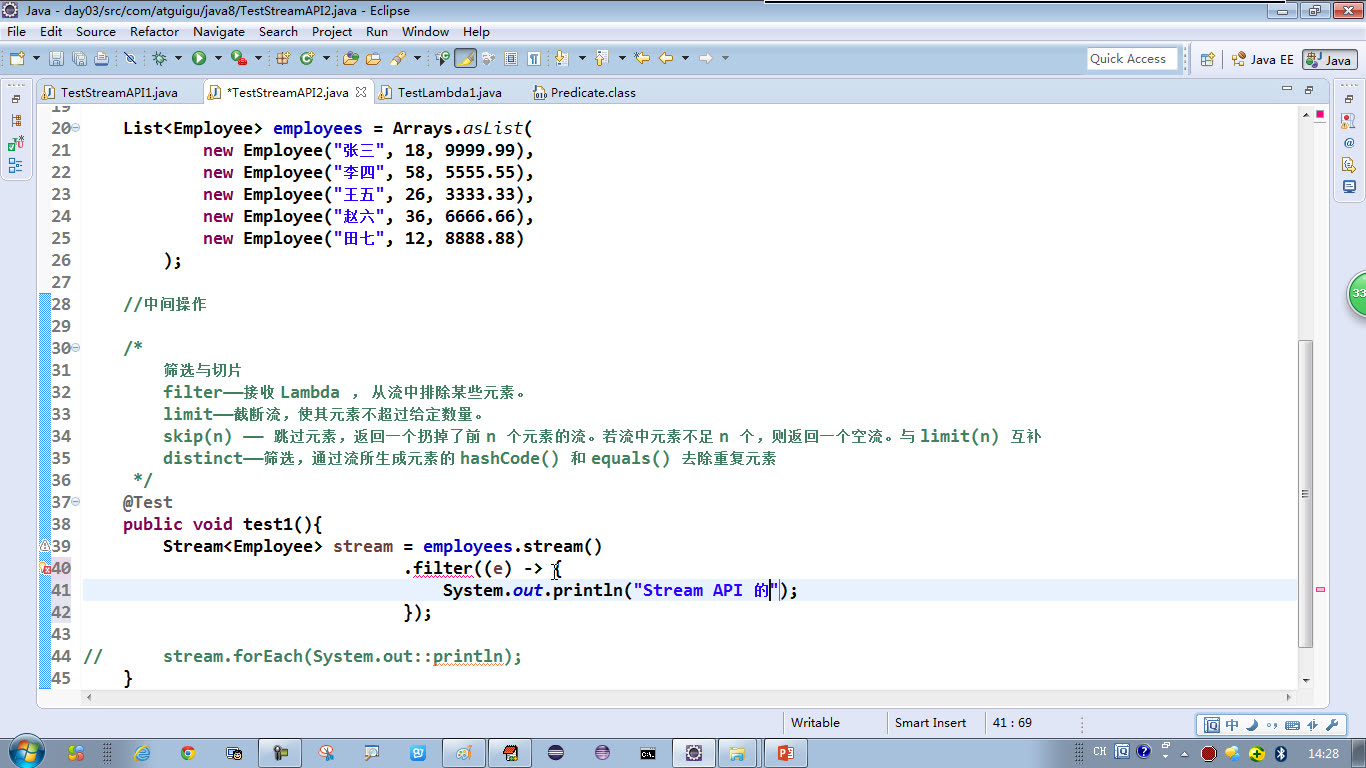 Java - day03/src/com/atguigu/java8/TestStreamAPI2.java - Eclipse
File Edit Source Refactor Navigate Search Project Run Window Help
Quick Access Java EE Java
TestStreamAPI1.java *TestStreamAPI2.java TestLambda1.java Predicate.class
19
20 List<Employee> employees = Arrays.asList(
21 new Employee("张三", 18, 9999.99),
22 new Employee("李四", 58, 5555.55),
23 new Employee("王五", 26, 3333.33),
24 new Employee("赵六", 36, 6666.66),
25 new Employee("田七", 12, 8888.88)
26 );
27
28 //中间操作
29
30 /*
31 筛选与切片
32 filter——接收 Lambda ， 从流中排除某些元素。
33 limit——截断流，使其元素不超过给定数量。
34 skip(n) —— 跳过元素，返回一个扔掉了前 n 个元素的流。若流中元素不足 n 个，则返回一个空流。与 limit(n) 互补
35 distinct——筛选，通过流所生成元素的 hashCode() 和 equals() 去除重复元素
36 */
37 @Test
38 public void test1(){
39 Stream<Employee> stream = employees.stream()
40 .filter((e) -> {
41 System.out.println("Stream API 的");
42 });
43
44 // stream.forEach(System.out::println);
45 }
33
Writable Smart Insert 41 : 69
中
CH 14:28